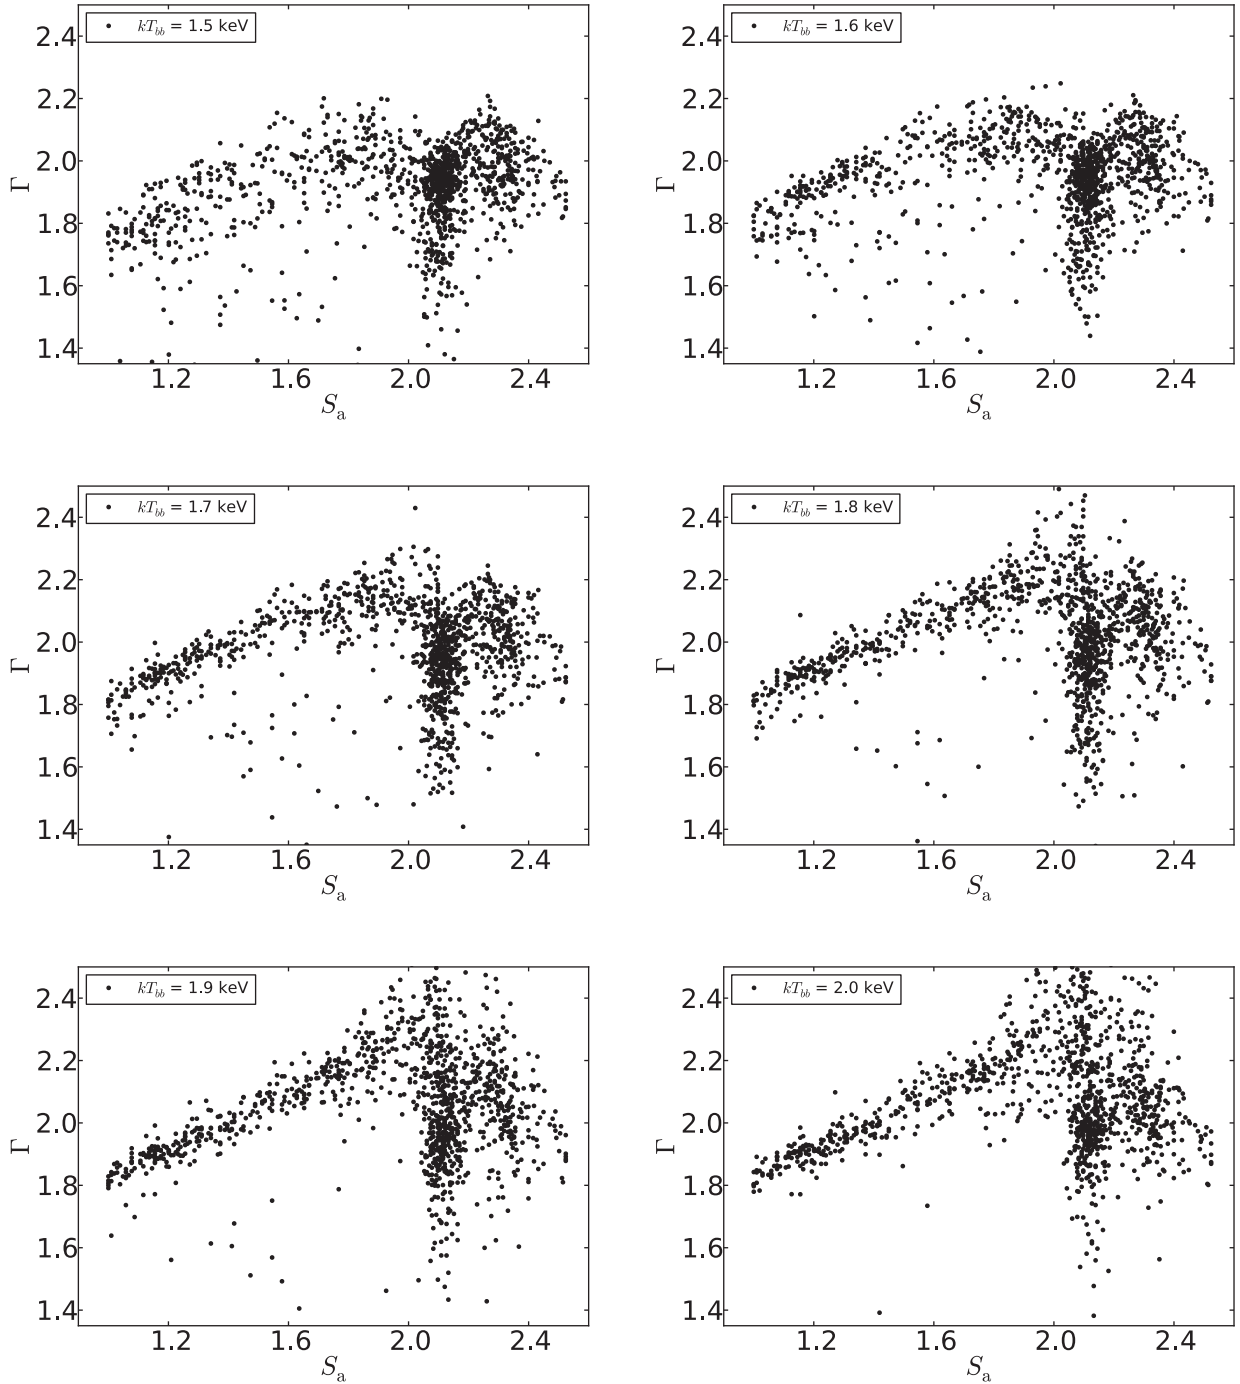 kT_bb = 1.5 keV
2.4
2.2
2.0
1.8
1.6
1.4
Γ
1.2 1.6 2.0 2.4
S_a
kT_bb = 1.6 keV
2.4
2.2
2.0
1.8
1.6
1.4
Γ
1.2 1.6 2.0 2.4
S_a
kT_bb = 1.7 keV
2.4
2.2
2.0
1.8
1.6
1.4
Γ
1.2 1.6 2.0 2.4
S_a
kT_bb = 1.8 keV
2.4
2.2
2.0
1.8
1.6
1.4
Γ
1.2 1.6 2.0 2.4
S_a
kT_bb = 1.9 keV
2.4
2.2
2.0
1.8
1.6
1.4
Γ
1.2 1.6 2.0 2.4
S_a
kT_bb = 2.0 keV
2.4
2.2
2.0
1.8
1.6
1.4
Γ
1.2 1.6 2.0 2.4
S_a